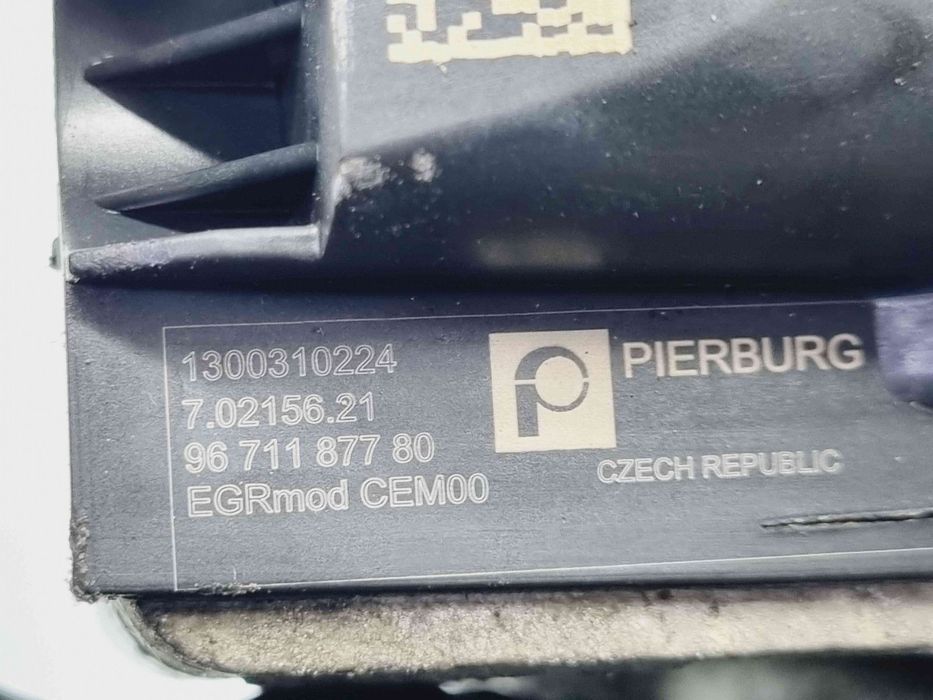 1300310224
7.02156.21
96 711 877 80
EGRmod CEM00
PIERBURG
CZECH REPUBLIC